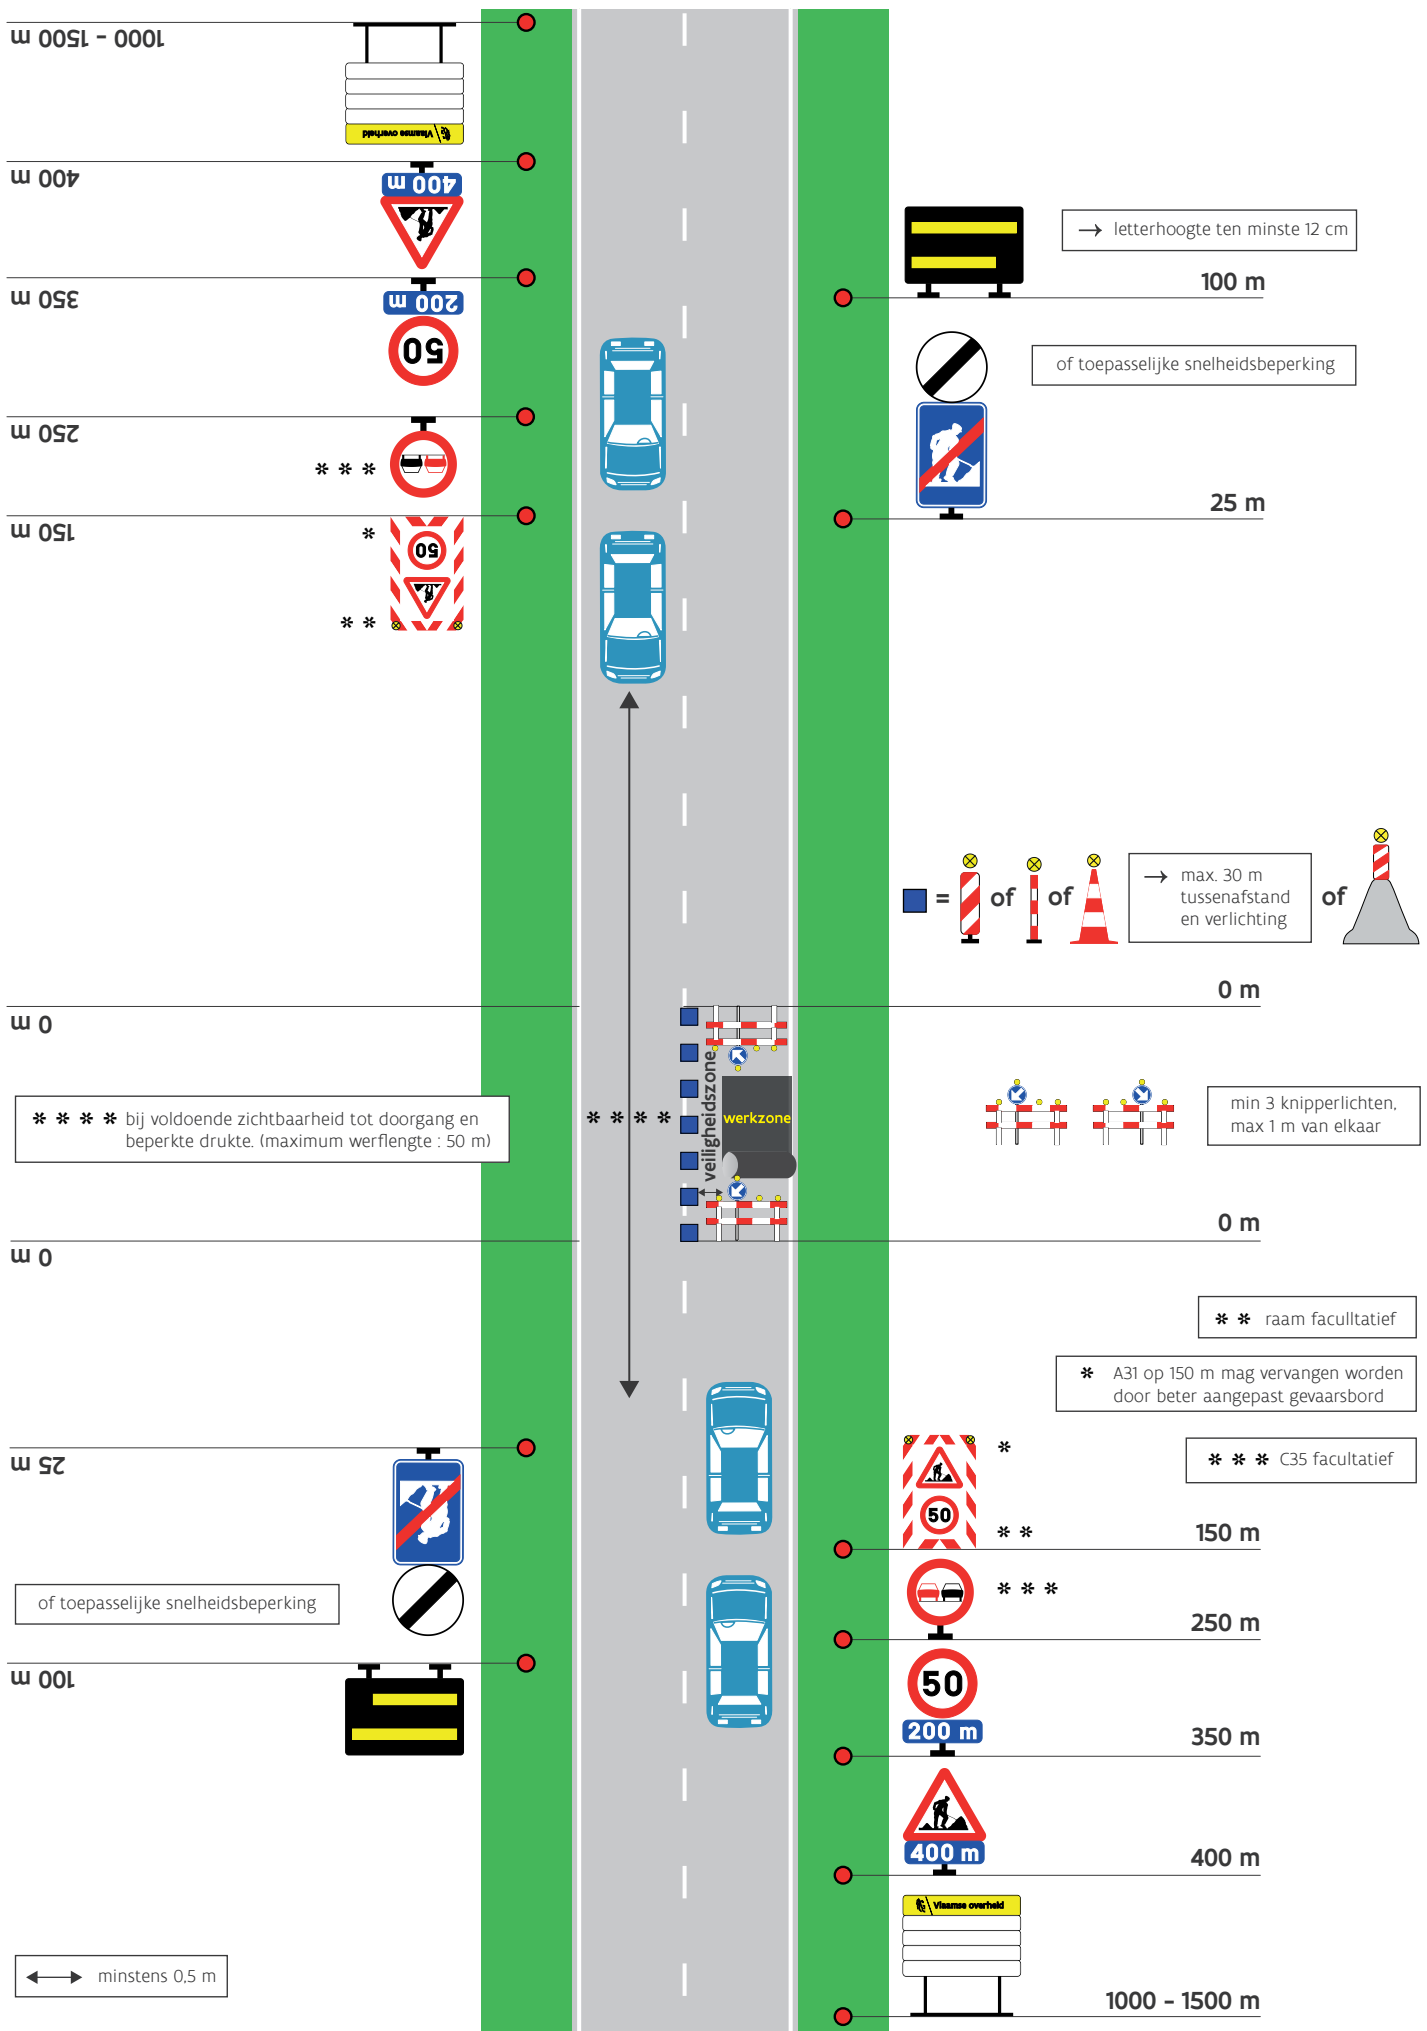 1000 - 1500 m
Vlaamse overheid
400 m
400 m
350 m
200 m
50
250 m
* * *
150 m
*
50
* *
→ letterhoogte ten minste 12 cm
100 m
of toepasselijke snelheidsbeperking
25 m
= of of
→ max. 30 m
tussenafstand
en verlichting
of
0 m
0 m
* * * * bij voldoende zichtbaarheid tot doorgang en
beperkte drukte. (maximum werflengte : 50 m)
* * * *
veiligheidszone
werkzone
min 3 knipperlichten,
max 1 m van elkaar
0 m
0 m
* * raam faculltatief
* A31 op 150 m mag vervangen worden
door beter aangepast gevaarsbord
* * * C35 facultatief
25 m
of toepasselijke snelheidsbeperking
100 m
*
50
* *
150 m
* * *
250 m
50
200 m
350 m
400 m
400 m
Vlaamse overheid
1000 - 1500 m
minstens 0,5 m